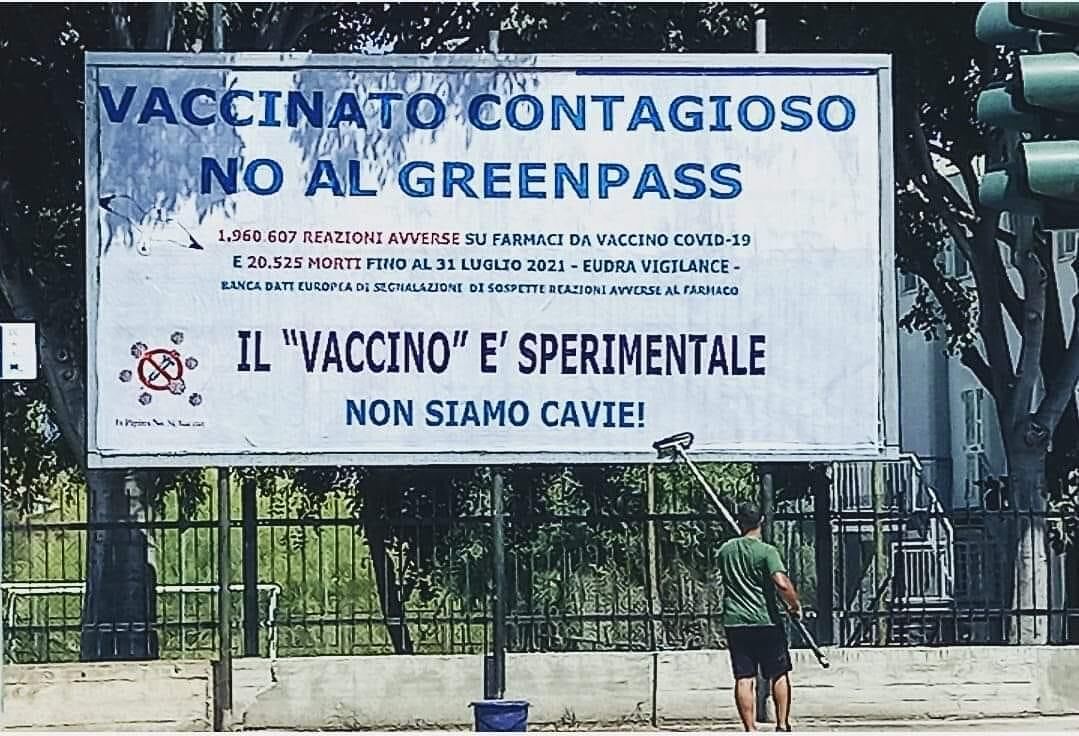 VACCINATO CONTAGIOSO
NO AL GREENPASS
1,960.607 REAZIONI AVVERSE SU FARMACI DA VACCINO COVID-19
E 20.525 MORTI FINO AL 31 LUGLIO 2021 - EUDRA VIGILANCE -
BANCA DATI EUROPEA DI SEGNALAZIONE DI SOSPETTE REAZIONI AVVERSE AL FARMACO
IL “VACCINO” E’ SPERIMENTALE
NON SIAMO CAVIE!